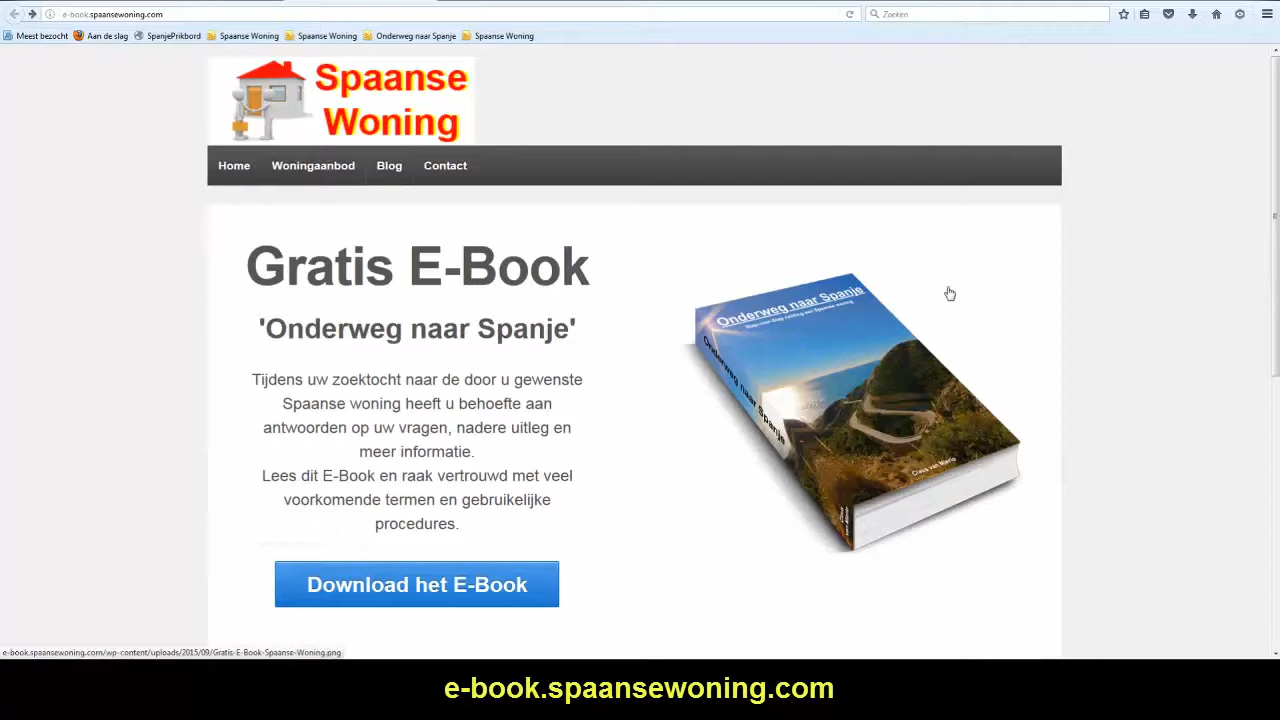 e-book.spaansewoning.com
Zoeken
Meest bezocht
Aan de slag
SpanjePrikbord
Spaanse Woning
Spaanse Woning
Onderweg naar Spanje
Spaanse Woning
Spaanse
Woning
Home
Woningaanbod
Blog
Contact
Gratis E-Book
'Onderweg naar Spanje'
Tijdens uw zoektocht naar de door u gewenste
Spaanse woning heeft u behoefte aan
antwoorden op uw vragen, nadere uitleg en
meer informatie.
Lees dit E-Book en raak vertrouwd met veel
voorkomende termen en gebruikelijke
procedures.
Download het E-Book
Onderweg naar Spanje
Onderweg naar Spanje
e-book.spaansewoning.com/wp-content/uploads/2015/09/Gratis-E-Book-Spaanse-Woning.png
e-book.spaansewoning.com